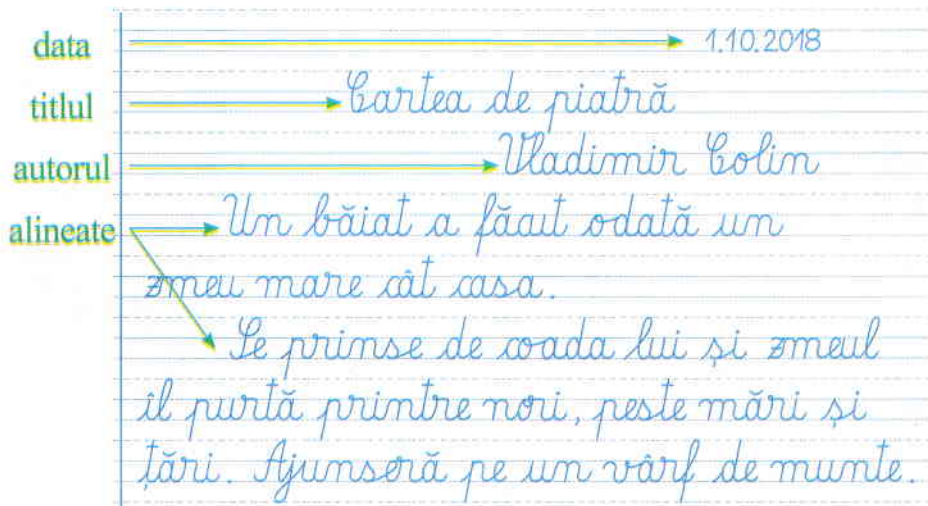 data 1.10.2018
titlul Cartea de piatră
autorul Vladimir Colin
alineate Un băiat a făcut odată un
zmeu mare cât casa.
Se prinse de coada lui și zmeul
îl purtă printre nori, peste mări și
țări. Ajunseră pe un vârf de munte.